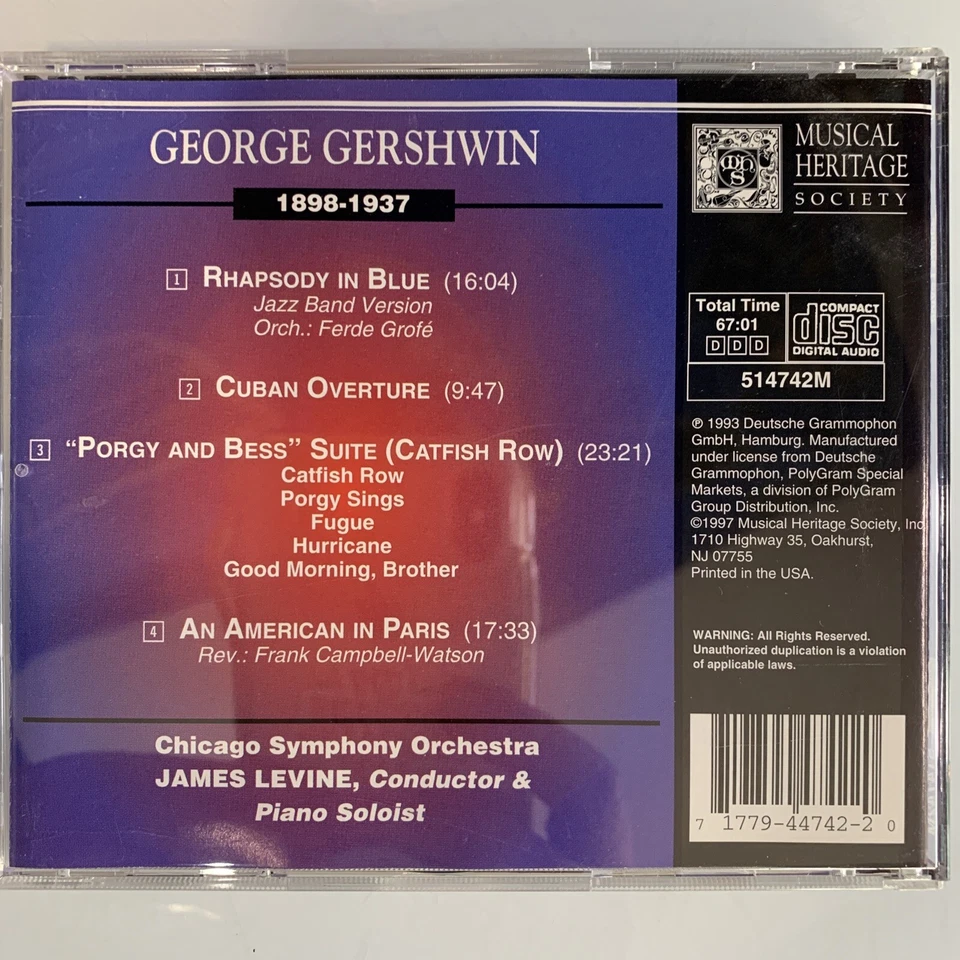 GEORGE GERSHWIN
1898-1937
1 RHAPSODY IN BLUE (16:04)
Jazz Band Version
Orch.: Ferde Grofé
2 CUBAN OVERTURE (9:47)
3 "PORGY AND BESS" SUITE (CATFISH ROW) (23:21)
Catfish Row
Porgy Sings
Fugue
Hurricane
Good Morning, Brother
4 AN AMERICAN IN PARIS (17:33)
Rev.: Frank Campbell-Watson
Chicago Symphony Orchestra
JAMES LEVINE, Conductor &
Piano Soloist
MUSICAL
HERITAGE
SOCIETY
Total Time
67:01
DDD
COMPACT
disc
DIGITAL AUDIO
514742M
℗ 1993 Deutsche Grammophon
GmbH, Hamburg. Manufactured
under license from Deutsche
Grammophon, PolyGram Special
Markets, a division of PolyGram
Group Distribution, Inc.
©1997 Musical Heritage Society, Inc
1710 Highway 35, Oakhurst,
NJ 07755
Printed in the USA.
WARNING: All Rights Reserved.
Unauthorized duplication is a violation
of applicable laws.
7 1779-44742-2 0